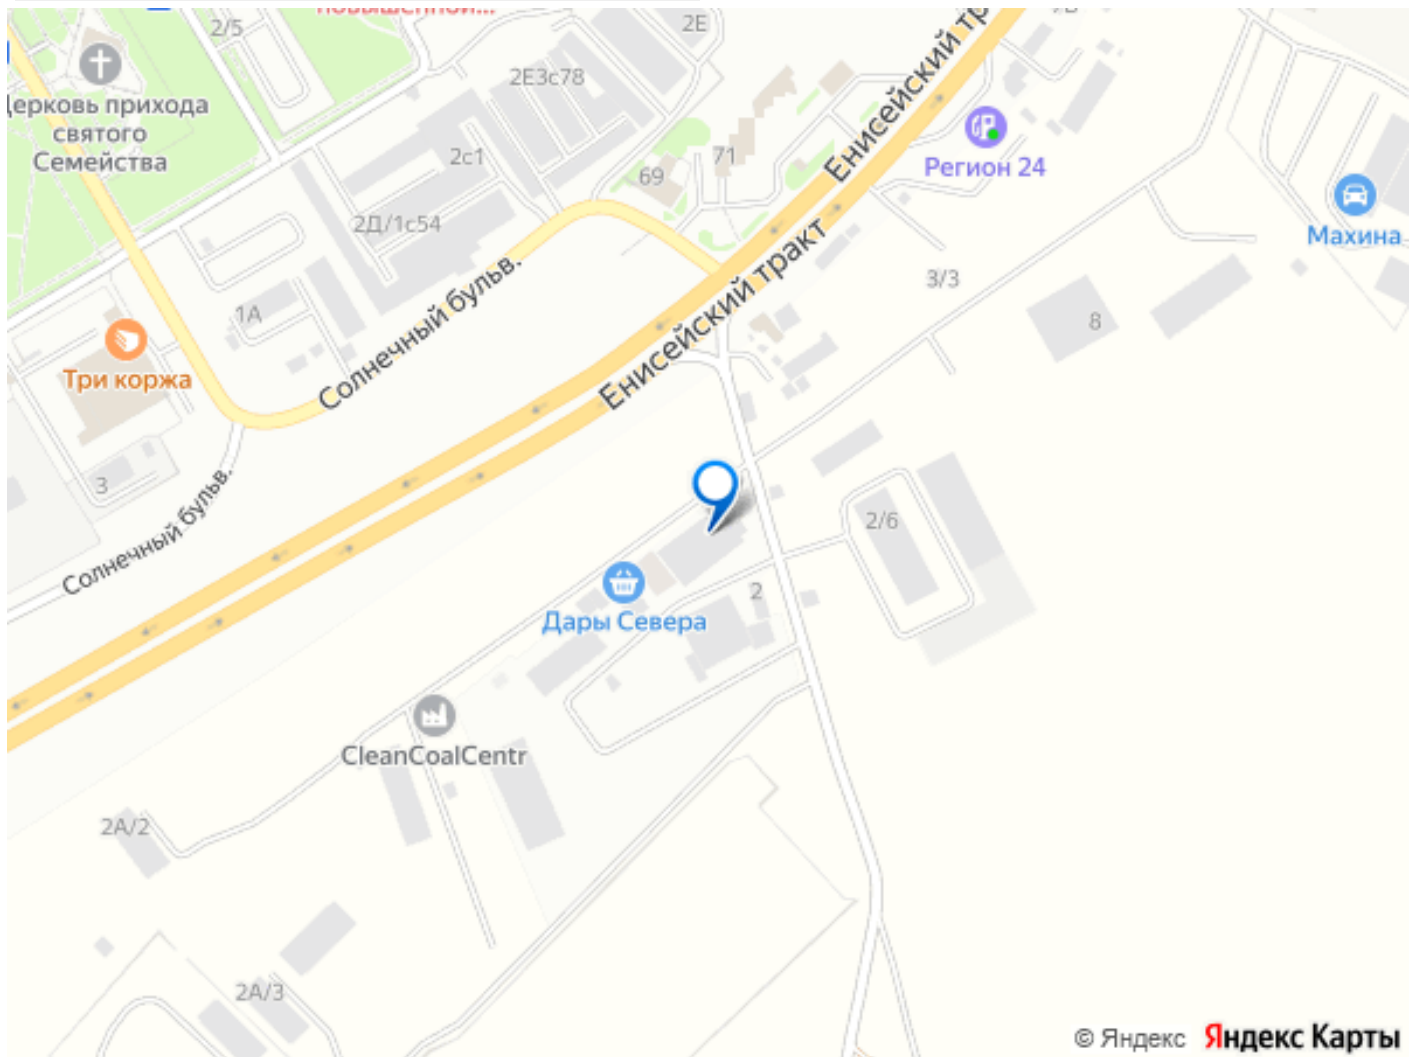 повышенной...
2/5
2Е
Церковь прихода
святого
Семейства
2Е3с78
2с1
69
71
Енисейский тр
Регион 24
Махина
2Д/1с54
3/3
8
1А
Солнечный бульв.
Енисейский тракт
Три коржа
3
Солнечный бульв.
2/6
2
Дары Севера
CleanCoalCentr
2А/2
2А/3
© Яндекс Яндекс Карты